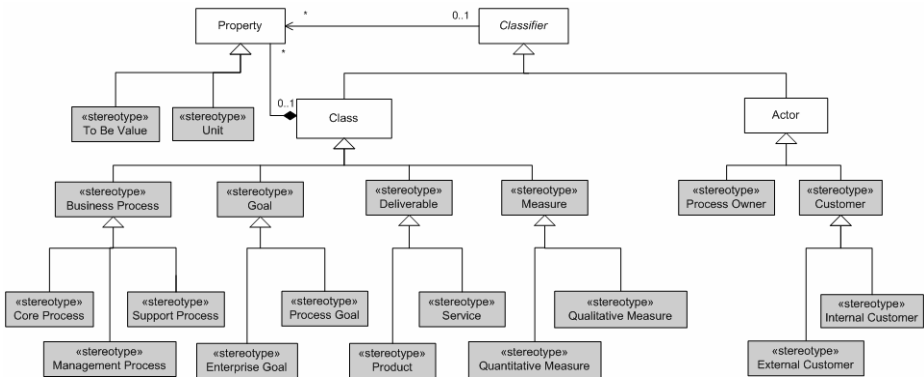 Property
*
0..1
Classifier
*
0..1
Class
Actor
«stereotype»
To Be Value
«stereotype»
Unit
«stereotype»
Business Process
«stereotype»
Goal
«stereotype»
Deliverable
«stereotype»
Measure
«stereotype»
Process Owner
«stereotype»
Customer
«stereotype»
Core Process
«stereotype»
Support Process
«stereotype»
Process Goal
«stereotype»
Service
«stereotype»
Qualitative Measure
«stereotype»
Internal Customer
«stereotype»
Management Process
«stereotype»
Enterprise Goal
«stereotype»
Product
«stereotype»
Quantitative Measure
«stereotype»
External Customer